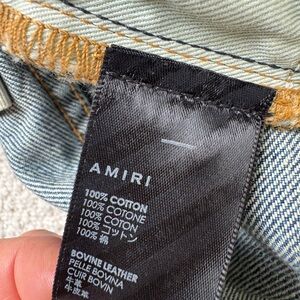 AMIRI
100% COTTON
100% COTONE
100% COTON
100% コットン
100% 棉
BOVINE LEATHER
PELLE BOVINA
CUIR BOVIN
牛革
牛皮革